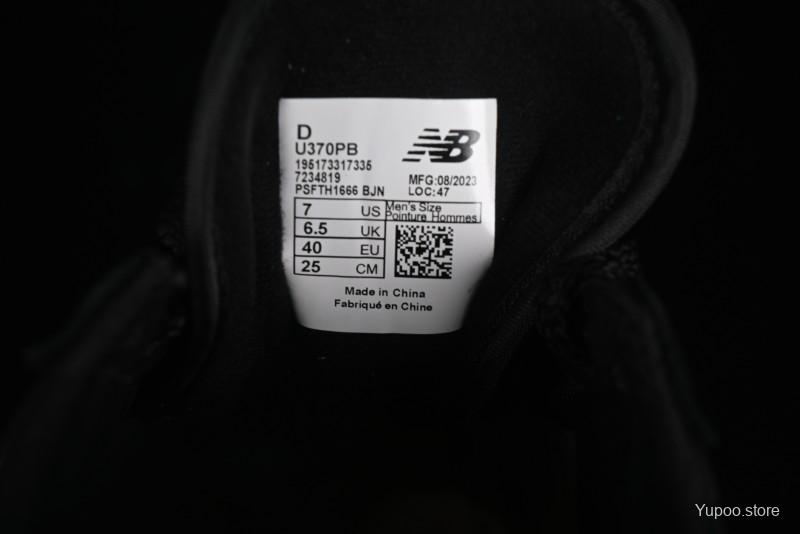 D
U370PB
195173317335
7234819
PSFTH1666 BJN
NB
MFG:08/2023
LOC:47
7 US Men's Size
Pointure Hommes
6.5 UK
40 EU
25 CM
Made in China
Fabriqué en Chine
Yupoo.store